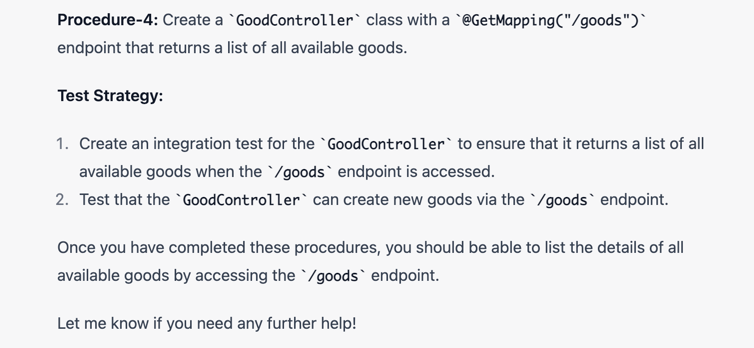 Procedure-4: Create a `GoodController` class with a `@GetMapping("/goods")`
endpoint that returns a list of all available goods.
Test Strategy:
1. Create an integration test for the `GoodController` to ensure that it returns a list of all
available goods when the `/goods` endpoint is accessed.
2. Test that the `GoodController` can create new goods via the `/goods` endpoint.
Once you have completed these procedures, you should be able to list the details of all
available goods by accessing the `/goods` endpoint.
Let me know if you need any further help!